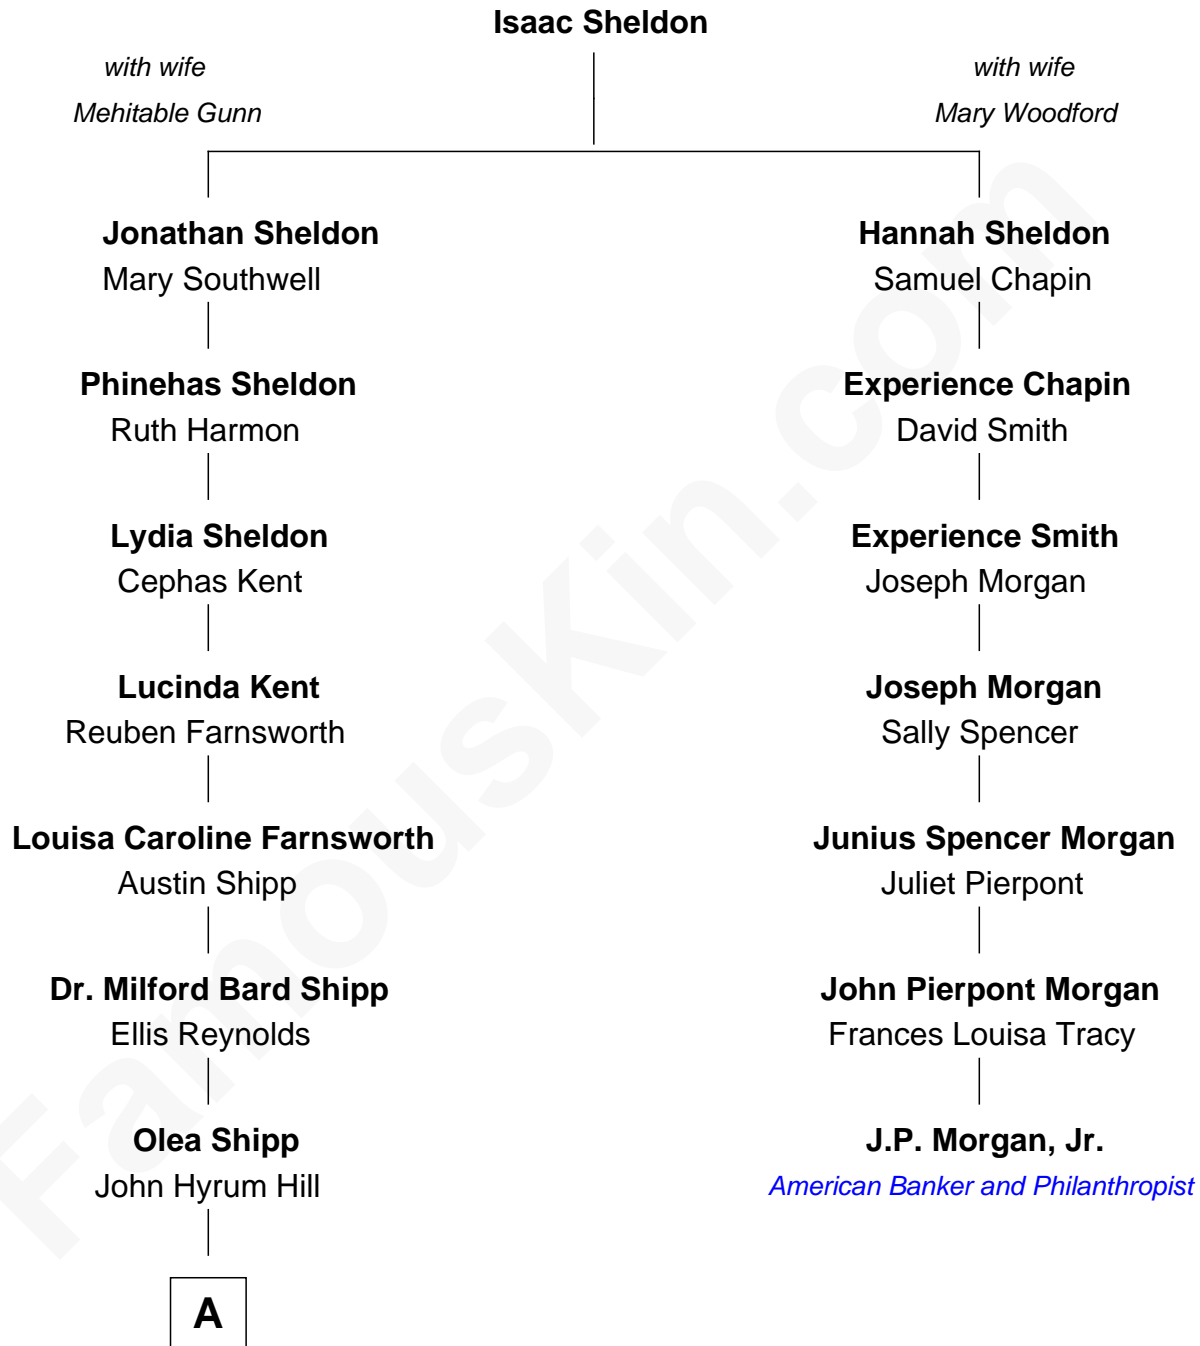 Isaac Sheldon
with wife
Mehitable Gunn
with wife
Mary Woodford
Jonathan Sheldon
Mary Southwell
Hannah Sheldon
Samuel Chapin
Phinehas Sheldon
Ruth Harmon
Experience Chapin
David Smith
Lydia Sheldon
Cephas Kent
Experience Smith
Joseph Morgan
Lucinda Kent
Reuben Farnsworth
Joseph Morgan
Sally Spencer
Louisa Caroline Farnsworth
Austin Shipp
Junius Spencer Morgan
Juliet Pierpont
Dr. Milford Bard Shipp
Ellis Reynolds
John Pierpont Morgan
Frances Louisa Tracy
Olea Shipp
John Hyrum Hill
J.P. Morgan, Jr.
American Banker and Philanthropist
A
FamousKin.com